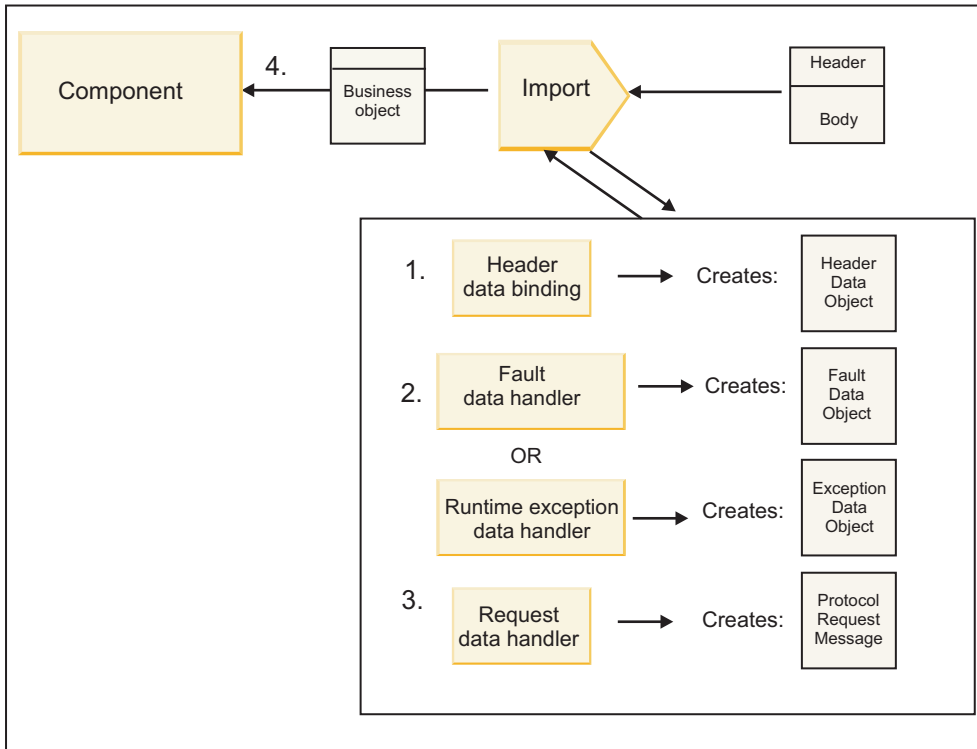 Component
4.
Business
object
Import
Header
Body
1.
Header
data binding
Creates:
Header
Data
Object
2.
Fault
data handler
Creates:
Fault
Data
Object
OR
Runtime exception
data handler
Creates:
Exception
Data
Object
3.
Request
data handler
Creates:
Protocol
Request
Message